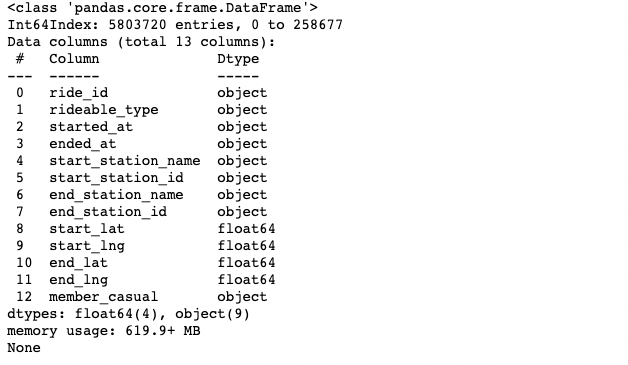 <class 'pandas.core.frame.DataFrame'>
Int64Index: 5803720 entries, 0 to 258677
Data columns (total 13 columns):
 #   Column              Dtype
---  ------              -----
 0   ride_id             object
 1   rideable_type       object
 2   started_at          object
 3   ended_at            object
 4   start_station_name  object
 5   start_station_id    object
 6   end_station_name    object
 7   end_station_id      object
 8   start_lat           float64
 9   start_lng           float64
 10  end_lat             float64
 11  end_lng             float64
 12  member_casual       object
dtypes: float64(4), object(9)
memory usage: 619.9+ MB
None